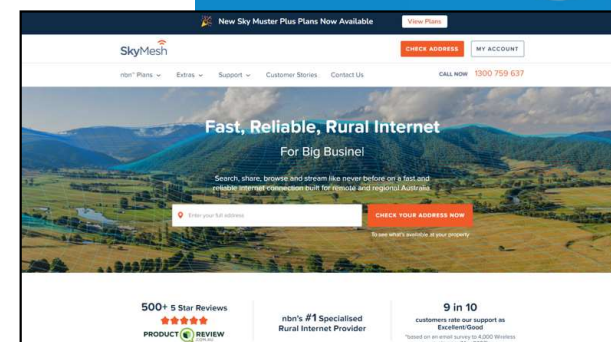 New Sky Muster Plus Plans Now Available
View Plans
SkyMesh
CHECK ADDRESS
MY ACCOUNT
nbn™ Plans
Extras
Support
Customer Stories
Contact Us
CALL NOW 1300 759 637
Fast, Reliable, Rural Internet
For Big Businel
Search, share, browse and stream like never before on a fast and
reliable internet connection built for remote and regional Australia
Enter your full address
CHECK YOUR ADDRESS NOW
To see what's available at your property
500+ 5 Star Reviews
PRODUCT REVIEW
.COM.AU
nbn's #1 Specialised
Rural Internet Provider
9 in 10
customers rate our support as
Excellent/Good
*based on an email survey to 4,000 Wireless